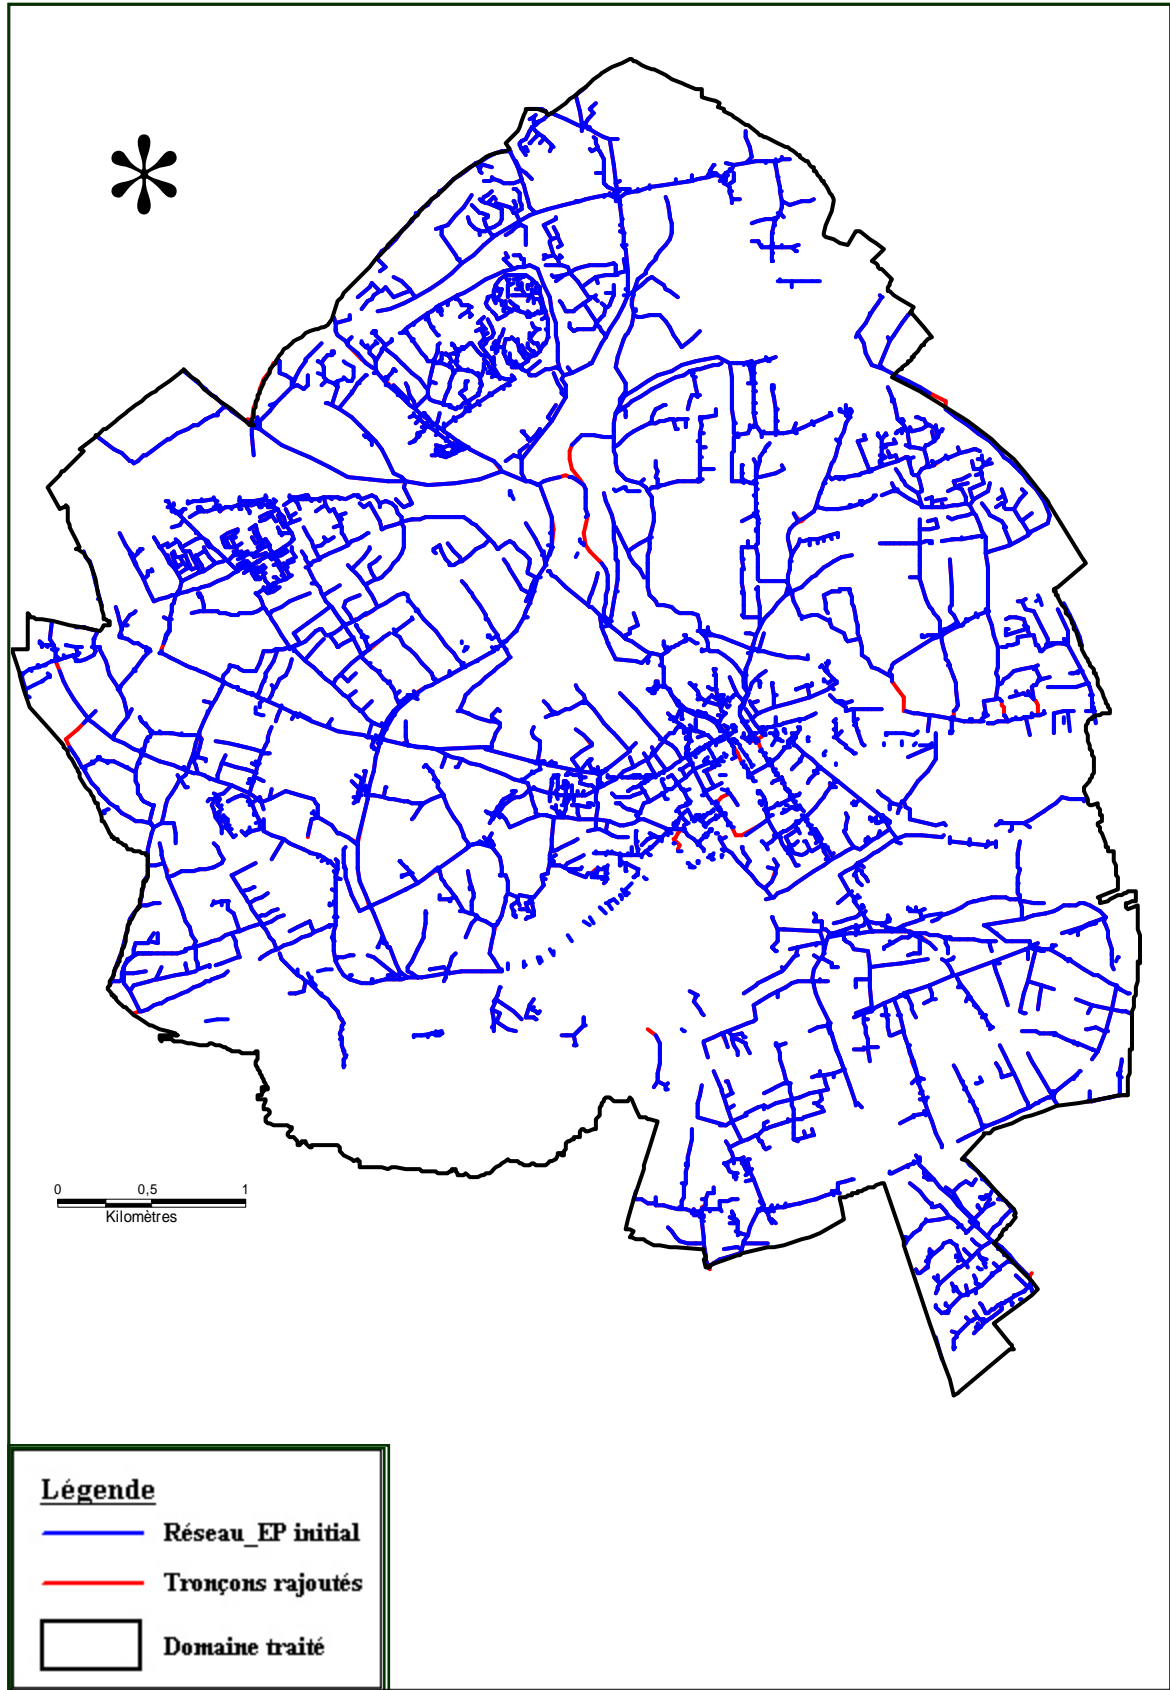 0 0,5 1
Kilomètres
Légende
Réseau_EP initial
Tronçons rajoutés
Domaine traité